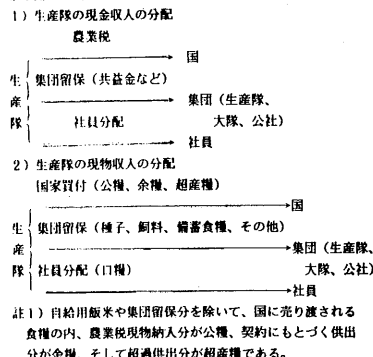 1）生産隊の現金収入の分配
農業税
国
生 集団留保（共益金など）
産 集団（生産隊、
隊 社員分配 大隊、公社）
社員
2）生産隊の現物収入の分配
国家買付（公糧、余糧、超産糧）
国
生 集団留保（種子、飼料、備蓄食糧、その他）
産 集団（生産隊、
隊 社員分配（口糧） 大隊、公社）
社員
註1）自給用飯米や集団留保分を除いて、国に売り渡される
食糧の内、農業税現物納入分が公糧、契約にもとづく供出
分が余糧、そして超過供出分が超産糧である。